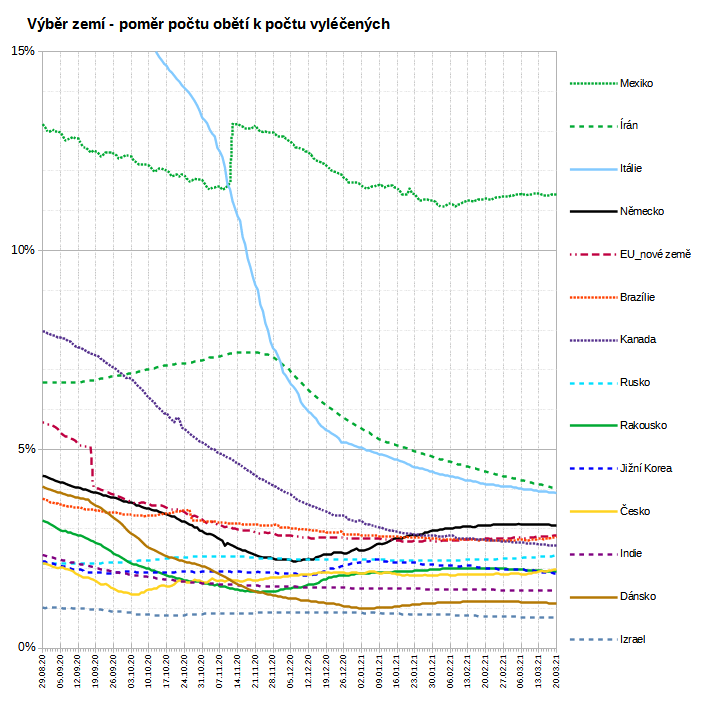 Výběr zemí - poměr počtu obětí k počtu vyléčených
15%
10%
5%
0%
Mexiko
Írán
Itálie
Německo
EU_nové země
Brazílie
Kanada
Rusko
Rakousko
Jižní Korea
Česko
Indie
Dánsko
Izrael
29.08.20
05.09.20
12.09.20
19.09.20
26.09.20
03.10.20
10.10.20
17.10.20
24.10.20
31.10.20
07.11.20
14.11.20
21.11.20
28.11.20
05.12.20
12.12.20
19.12.20
26.12.20
02.01.21
09.01.21
16.01.21
23.01.21
30.01.21
06.02.21
13.02.21
20.02.21
27.02.21
06.03.21
13.03.21
20.03.21